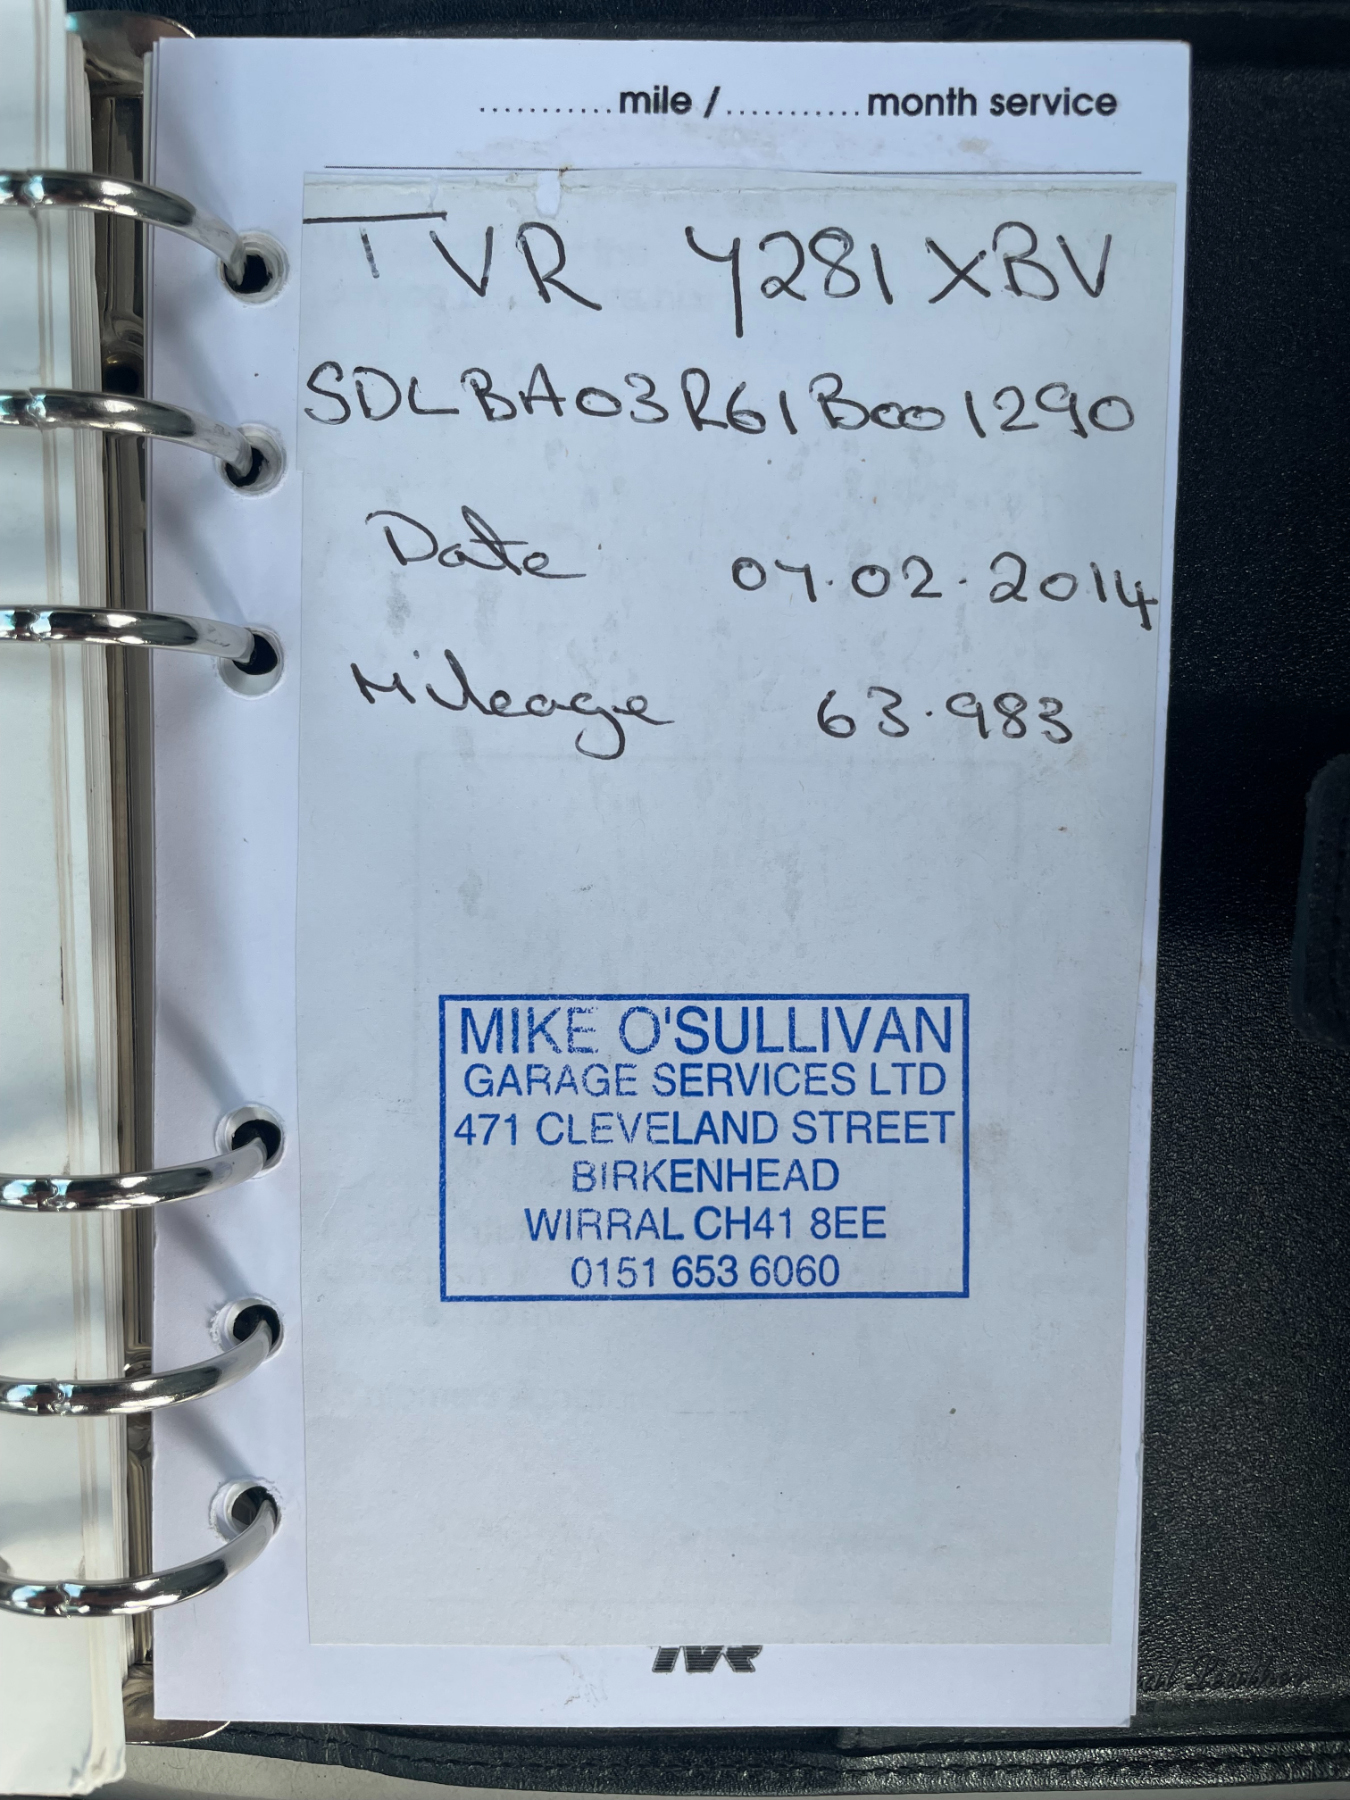 ...........mile /...........month service
TVR Y281 XBV
SDLBA03R61B001290
Date 07.02.2014
Mileage 63.983
MIKE O'SULLIVAN
GARAGE SERVICES LTD
471 CLEVELAND STREET
BIRKENHEAD
WIRRAL CH41 8EE
0151 653 6060
TVR